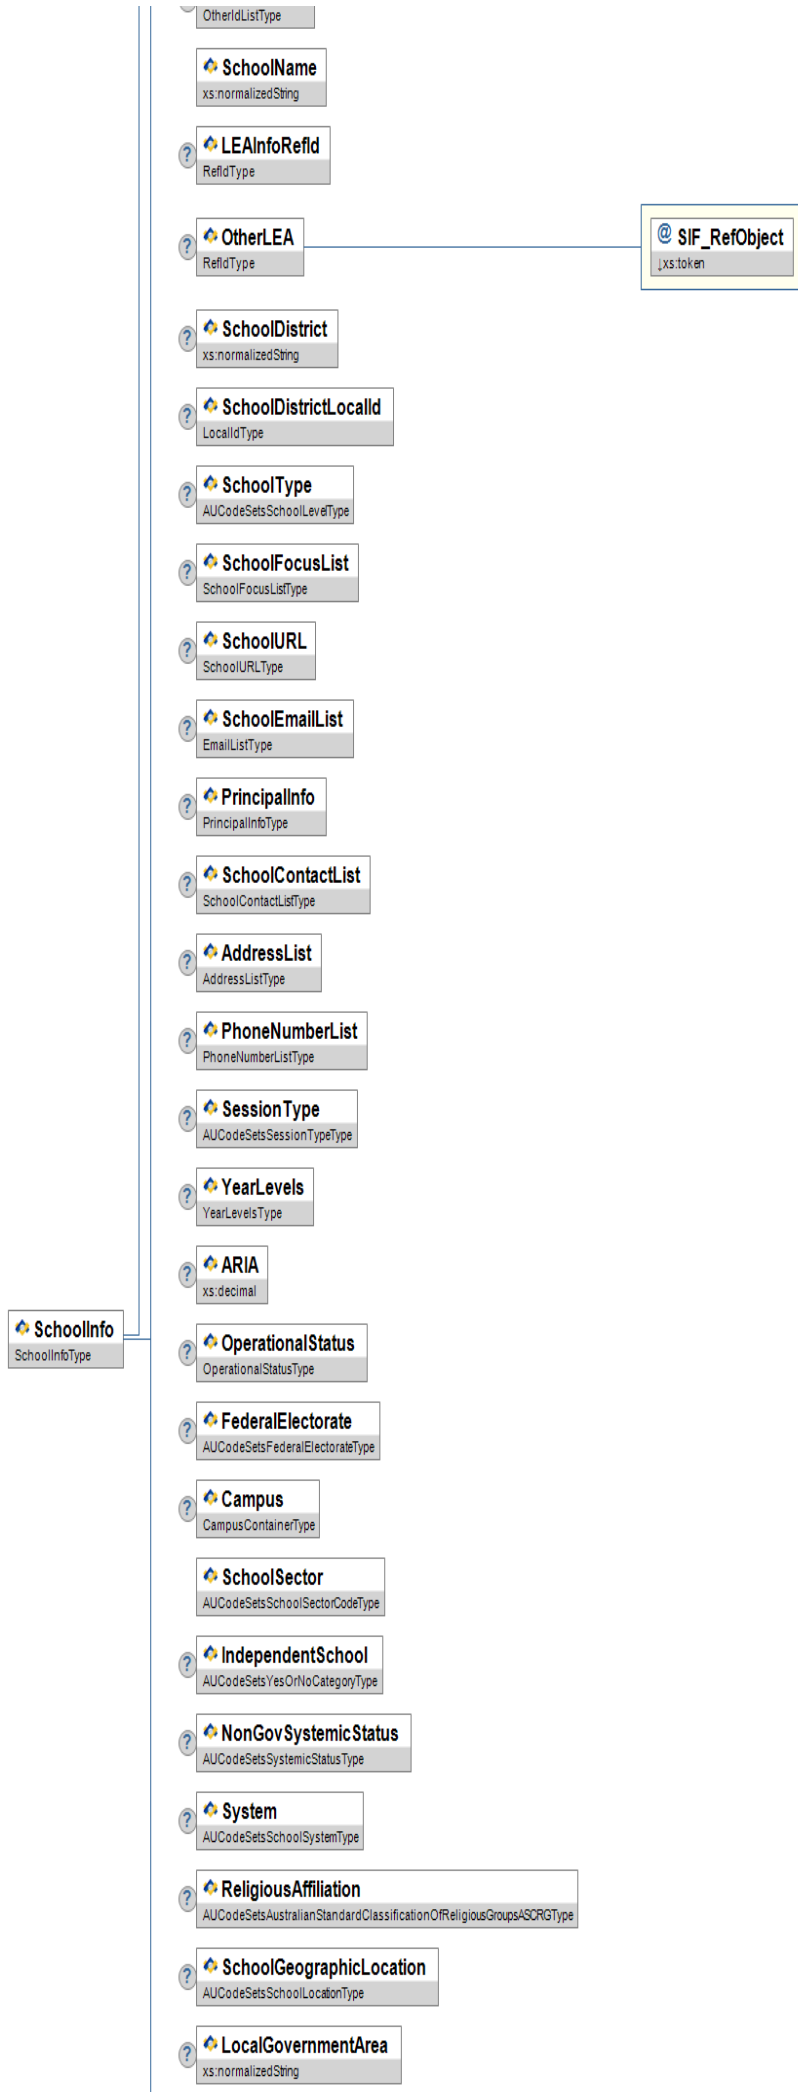 OtherIdListType
SchoolName
xs:normalizedString
?
LEAInfoRefId
RefIdType
?
OtherLEA
RefIdType
@ SIF_RefObject
↓xs:token
?
SchoolDistrict
xs:normalizedString
?
SchoolDistrictLocalId
LocalIdType
?
SchoolType
AUCodeSetsSchoolLevelType
?
SchoolFocusList
SchoolFocusListType
?
SchoolURL
SchoolURLType
?
SchoolEmailList
EmailListType
?
PrincipalInfo
PrincipalInfoType
?
SchoolContactList
SchoolContactListType
?
AddressList
AddressListType
?
PhoneNumberList
PhoneNumberListType
?
SessionType
AUCodeSetsSessionTypeType
?
YearLevels
YearLevelsType
?
ARIA
xs:decimal
SchoolInfo
SchoolInfoType
?
OperationalStatus
OperationalStatusType
?
FederalElectorate
AUCodeSetsFederalElectorateType
?
Campus
CampusContainerType
SchoolSector
AUCodeSetsSchoolSectorCodeType
?
IndependentSchool
AUCodeSetsYesOrNoCategoryType
?
NonGovSystemicStatus
AUCodeSetsSystemicStatusType
?
System
AUCodeSetsSchoolSystemType
?
ReligiousAffiliation
AUCodeSetsAustralianStandardClassificationOfReligiousGroupsASCRGType
?
SchoolGeographicLocation
AUCodeSetsSchoolLocationType
?
LocalGovernmentArea
xs:normalizedString